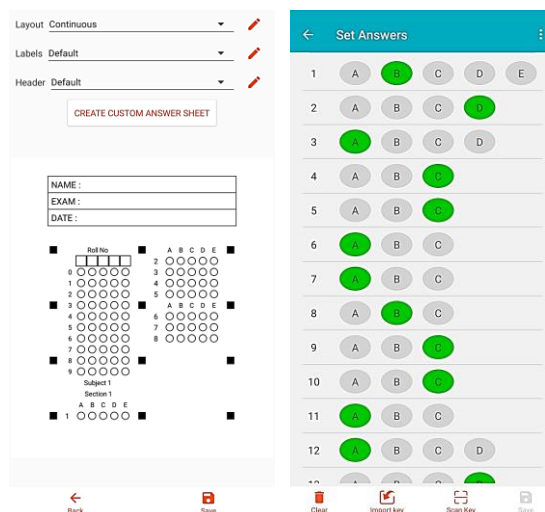 Layout Continuous
Labels Default
Header Default
CREATE CUSTOM ANSWER SHEET
NAME :
EXAM :
DATE :
Roll No
0
1
2
3
4
5
6
7
8
9
Subject 1
Section 1
A B C D E
1
A B C D E
2
3
4
5
A B C D E
6
7
8
Back
Save
Set Answers
1 A B C D E
2 A B C D
3 A B C D
4 A B C
5 A B C
6 A B C
7 A B C
8 A B C
9 A B C
10 A B C
11 A B C
12 A B C D
Clear
Import key
Scan Key
Save